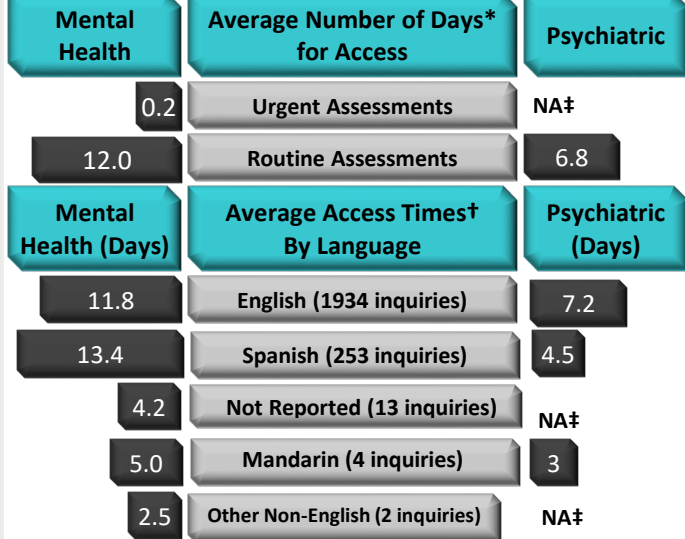 Mental Health
Average Number of Days* for Access
Psychiatric
0.2
Urgent Assessments
NA‡
12.0
Routine Assessments
6.8
Mental Health (Days)
Average Access Times† By Language
Psychiatric (Days)
11.8
English (1934 inquiries)
7.2
13.4
Spanish (253 inquiries)
4.5
4.2
Not Reported (13 inquiries)
NA‡
5.0
Mandarin (4 inquiries)
3
2.5
Other Non-English (2 inquiries)
NA‡